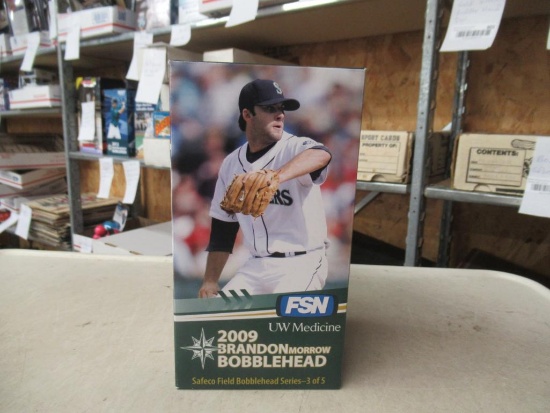 FSN
UW Medicine
2009
BRANDON MORROW
BOBBLEHEAD
Safeco Field Bobblehead Series–3 of 5
CONTENTS: